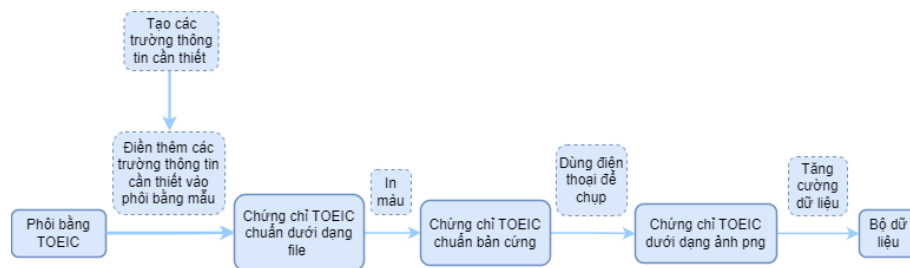 Tạo các
trường thông
tin cần thiết
Điền thêm các
trường thông tin
cần thiết vào
phôi bằng mẫu
Phôi bằng
TOEIC
Chứng chỉ TOEIC
chuẩn dưới dạng
file
In
màu
Chứng chỉ TOEIC
chuẩn bản cứng
Dùng điện
thoại để
chụp
Chứng chỉ TOEIC
dưới dạng ảnh png
Tăng
cường
dữ liệu
Bộ dữ
liệu